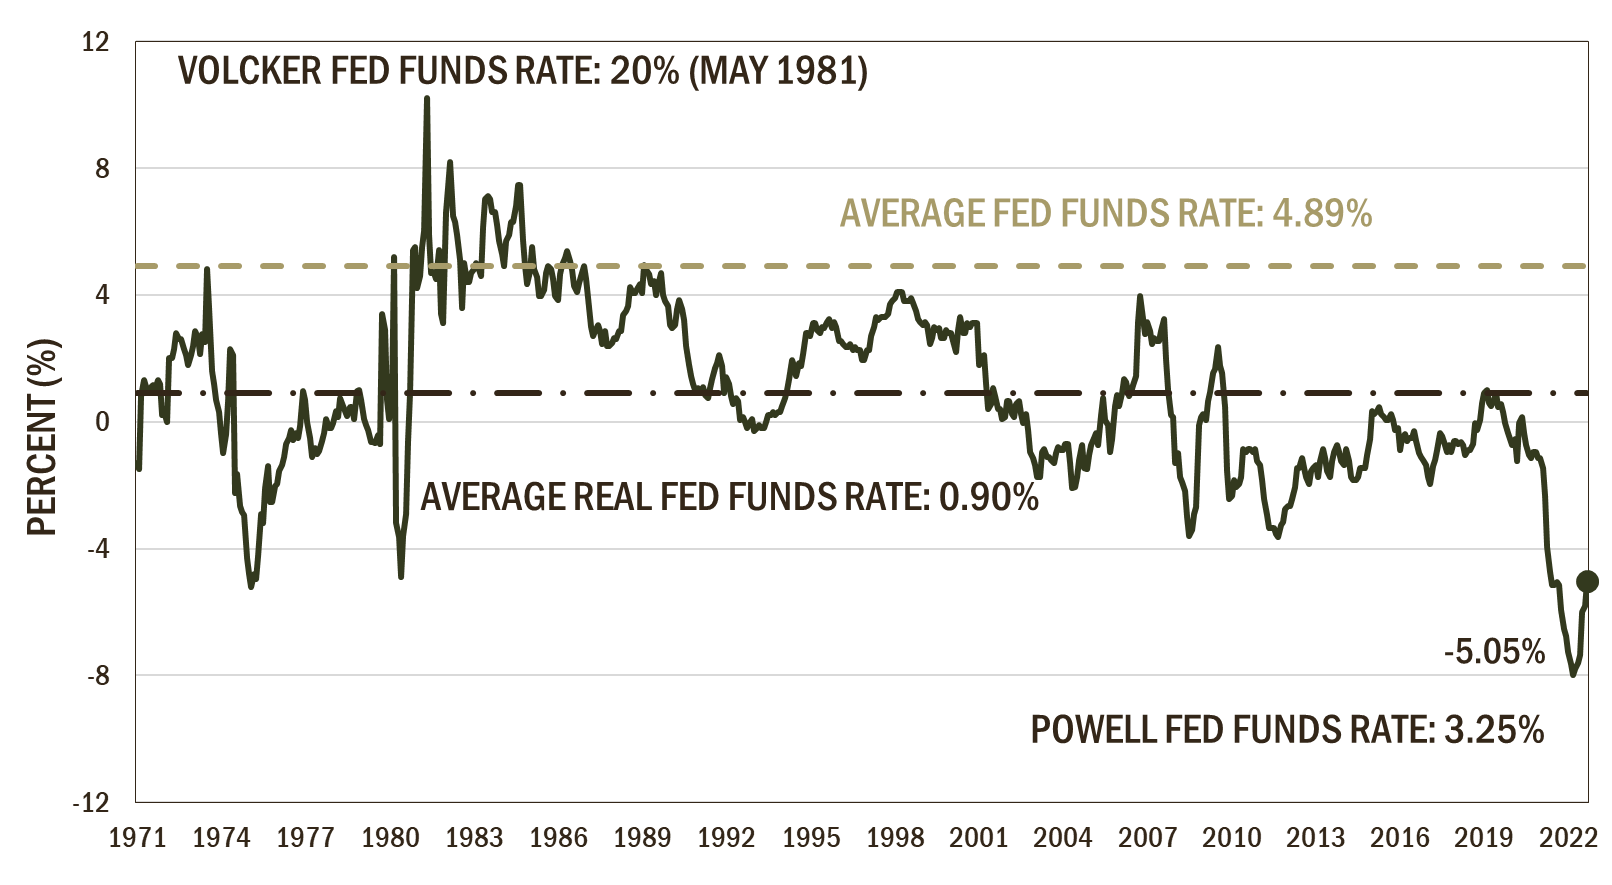 12
VOLCKER FED FUNDS RATE: 20% (MAY 1981)
8
AVERAGE FED FUNDS RATE: 4.89%
4
PERCENT (%)
0
AVERAGE REAL FED FUNDS RATE: 0.90%
-4
-5.05%
-8
POWELL FED FUNDS RATE: 3.25%
-12
1971 1974 1977 1980 1983 1986 1989 1992 1995 1998 2001 2004 2007 2010 2013 2016 2019 2022